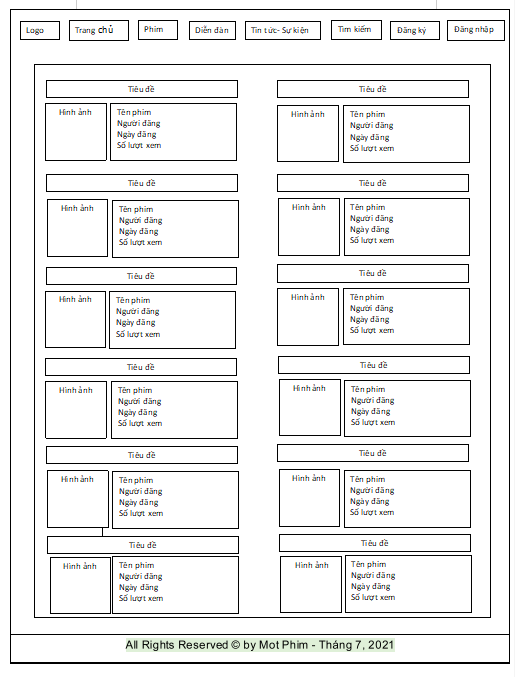 Logo
Trang chủ
Phim
Diễn đàn
Tin tức- Sự kiện
Tìm kiếm
Đăng ký
Đăng nhập
Tiêu đề
Hình ảnh
Tên phim
Người đăng
Ngày đăng
Số lượt xem
Tiêu đề
Hình ảnh
Tên phim
Người đăng
Ngày đăng
Số lượt xem
Tiêu đề
Hình ảnh
Tên phim
Người đăng
Ngày đăng
Số lượt xem
Tiêu đề
Hình ảnh
Tên phim
Người đăng
Ngày đăng
Số lượt xem
Tiêu đề
Hình ảnh
Tên phim
Người đăng
Ngày đăng
Số lượt xem
Tiêu đề
Hình ảnh
Tên phim
Người đăng
Ngày đăng
Số lượt xem
Tiêu đề
Hình ảnh
Tên phim
Người đăng
Ngày đăng
Số lượt xem
Tiêu đề
Hình ảnh
Tên phim
Người đăng
Ngày đăng
Số lượt xem
Tiêu đề
Hình ảnh
Tên phim
Người đăng
Ngày đăng
Số lượt xem
Tiêu đề
Hình ảnh
Tên phim
Người đăng
Ngày đăng
Số lượt xem
Tiêu đề
Hình ảnh
Tên phim
Người đăng
Ngày đăng
Số lượt xem
Tiêu đề
Hình ảnh
Tên phim
Người đăng
Ngày đăng
Số lượt xem
All Rights Reserved © by Mot Phim - Tháng 7, 2021